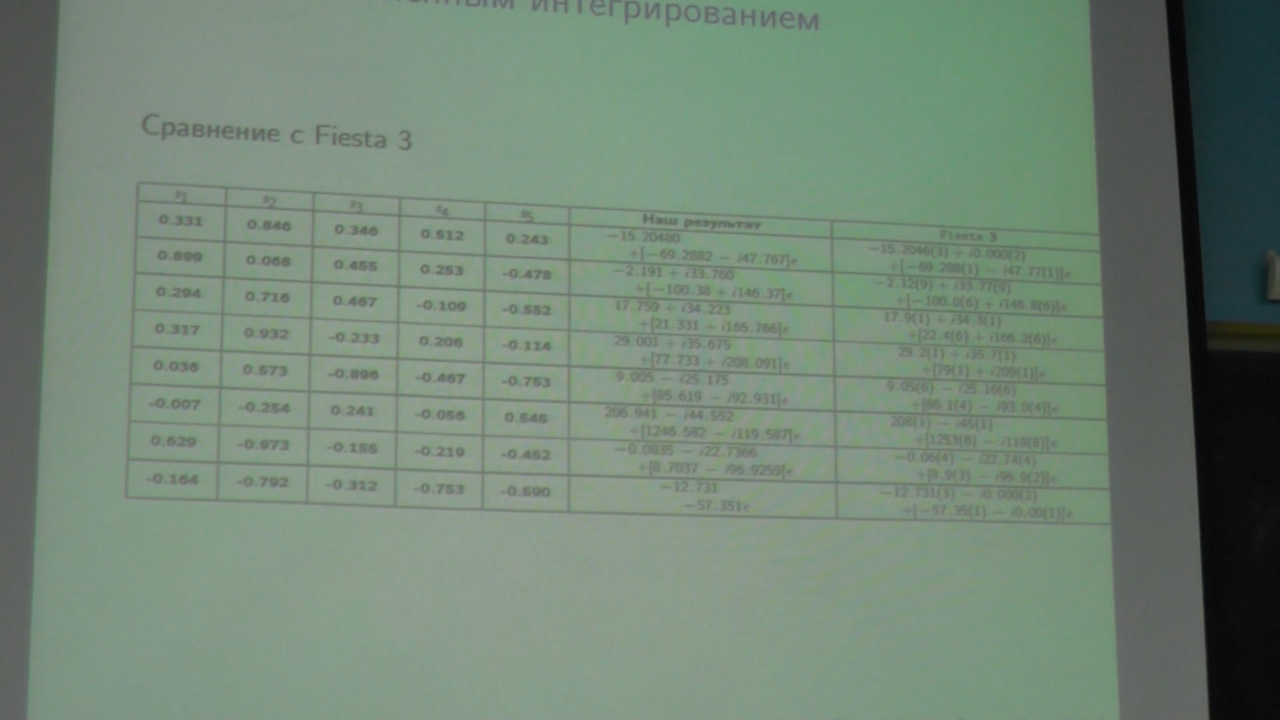 интегрированием
Сравнение с Fiesta 3
s1 s2 s3 s4 s5 Наш результат Fiesta 3
0.331 0.846 0.346 0.512 0.243 −15.20480 −15.2046(3) + i0.000(2)
+[−69.2882 − i47.767]ϵ +[−69.288(1) − i47.77(1)]ϵ
0.899 0.068 0.455 0.253 -0.478 −2.191 + i33.760 −2.12(9) + i33.77(9)
+[−100.38 + i146.37]ϵ +[−100.0(6) + i146.8(6)]ϵ
0.294 0.716 0.467 -0.109 -0.552 17.759 + i34.223 17.9(1) + i34.3(1)
+[21.331 + i165.766]ϵ +[22.4(6) + i166.2(6)]ϵ
0.317 0.932 -0.233 0.206 -0.114 29.001 + i35.675 29.2(1) + i35.7(1)
+[77.733 + i208.091]ϵ +[79(1) + i209(1)]ϵ
0.036 0.573 -0.896 -0.467 -0.753 9.005 − i25.175 9.05(6) − i25.16(6)
+[85.619 − i92.931]ϵ +[86.1(4) − i93.0(4)]ϵ
-0.007 -0.254 0.241 -0.056 0.545 206.941 − i44.552 208(1) − i45(1)
+[1246.582 − i119.587]ϵ +[1253(8) − i118(8)]ϵ
0.629 -0.973 -0.155 -0.219 -0.452 −0.0835 − i22.7366 −0.06(4) − i22.74(4)
+[8.7037 − i96.9259]ϵ +[8.9(3) − i96.9(2)]ϵ
-0.164 -0.792 -0.312 -0.753 -0.590 −12.731 −12.731(3) − i0.000(2)
−57.351ϵ +[−57.35(1) − i0.00(1)]ϵ